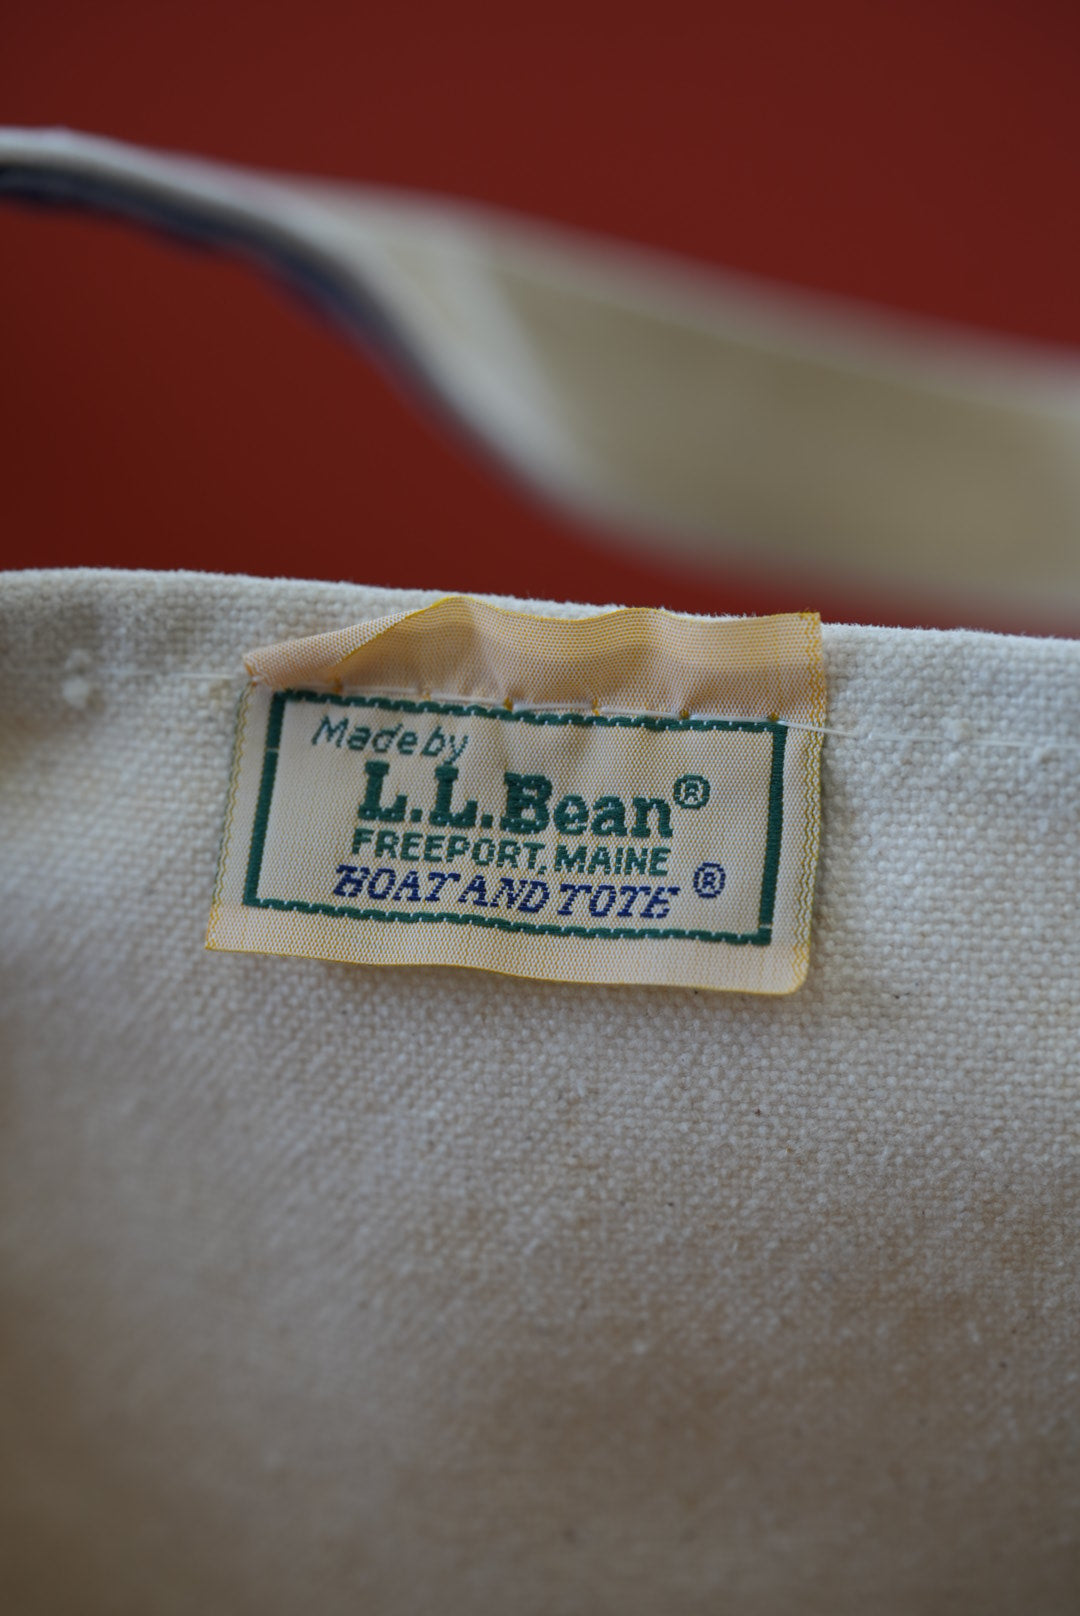 Made by
L.L.Bean®
FREEPORT, MAINE
BOAT AND TOTE ®